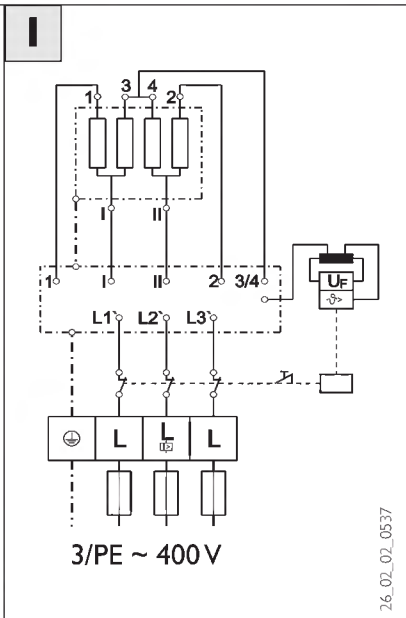 I
1 3 4 2
I II
1 I II 2 3/4
UF
ϑ>
L1` L2` L3`
L L L
3/PE ~ 400 V
26_02_02_0537